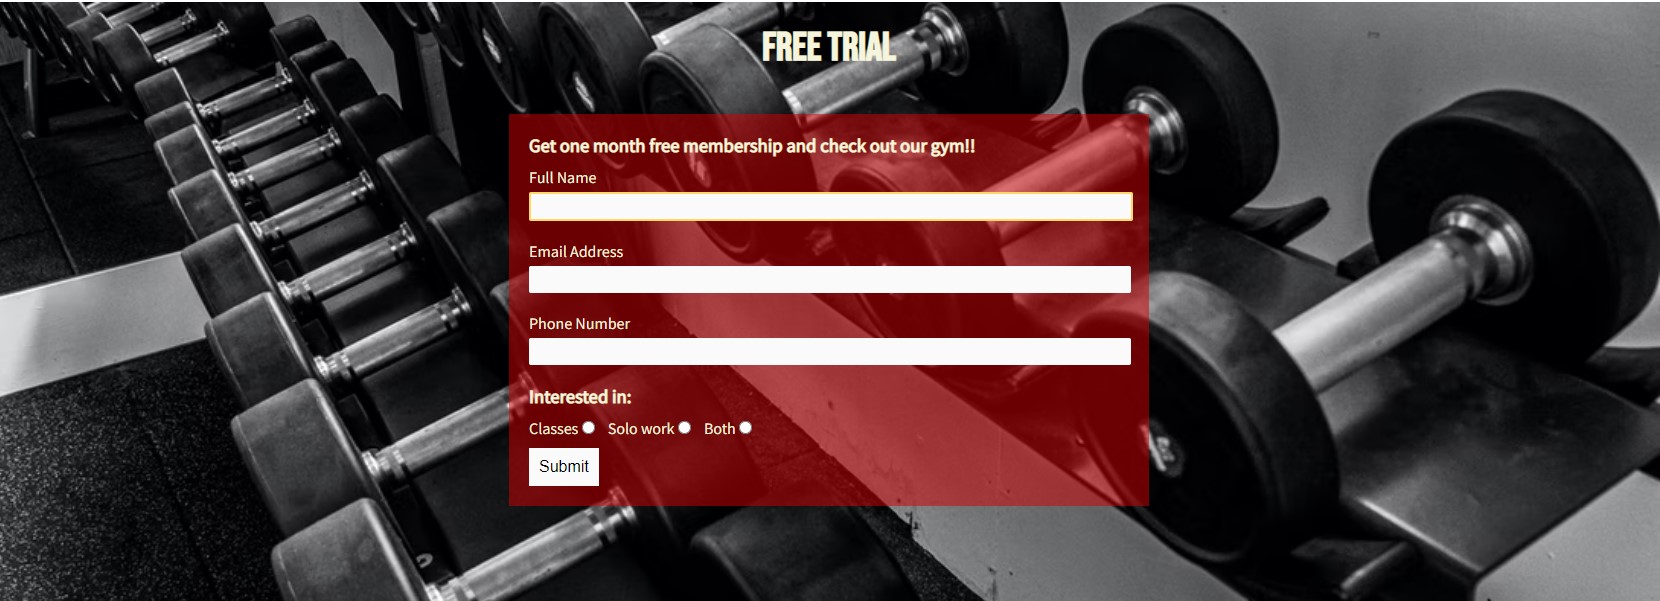 FREE TRIAL
Get one month free membership and check out our gym!!
Full Name
Email Address
Phone Number
Interested in:
Classes Solo work Both
Submit